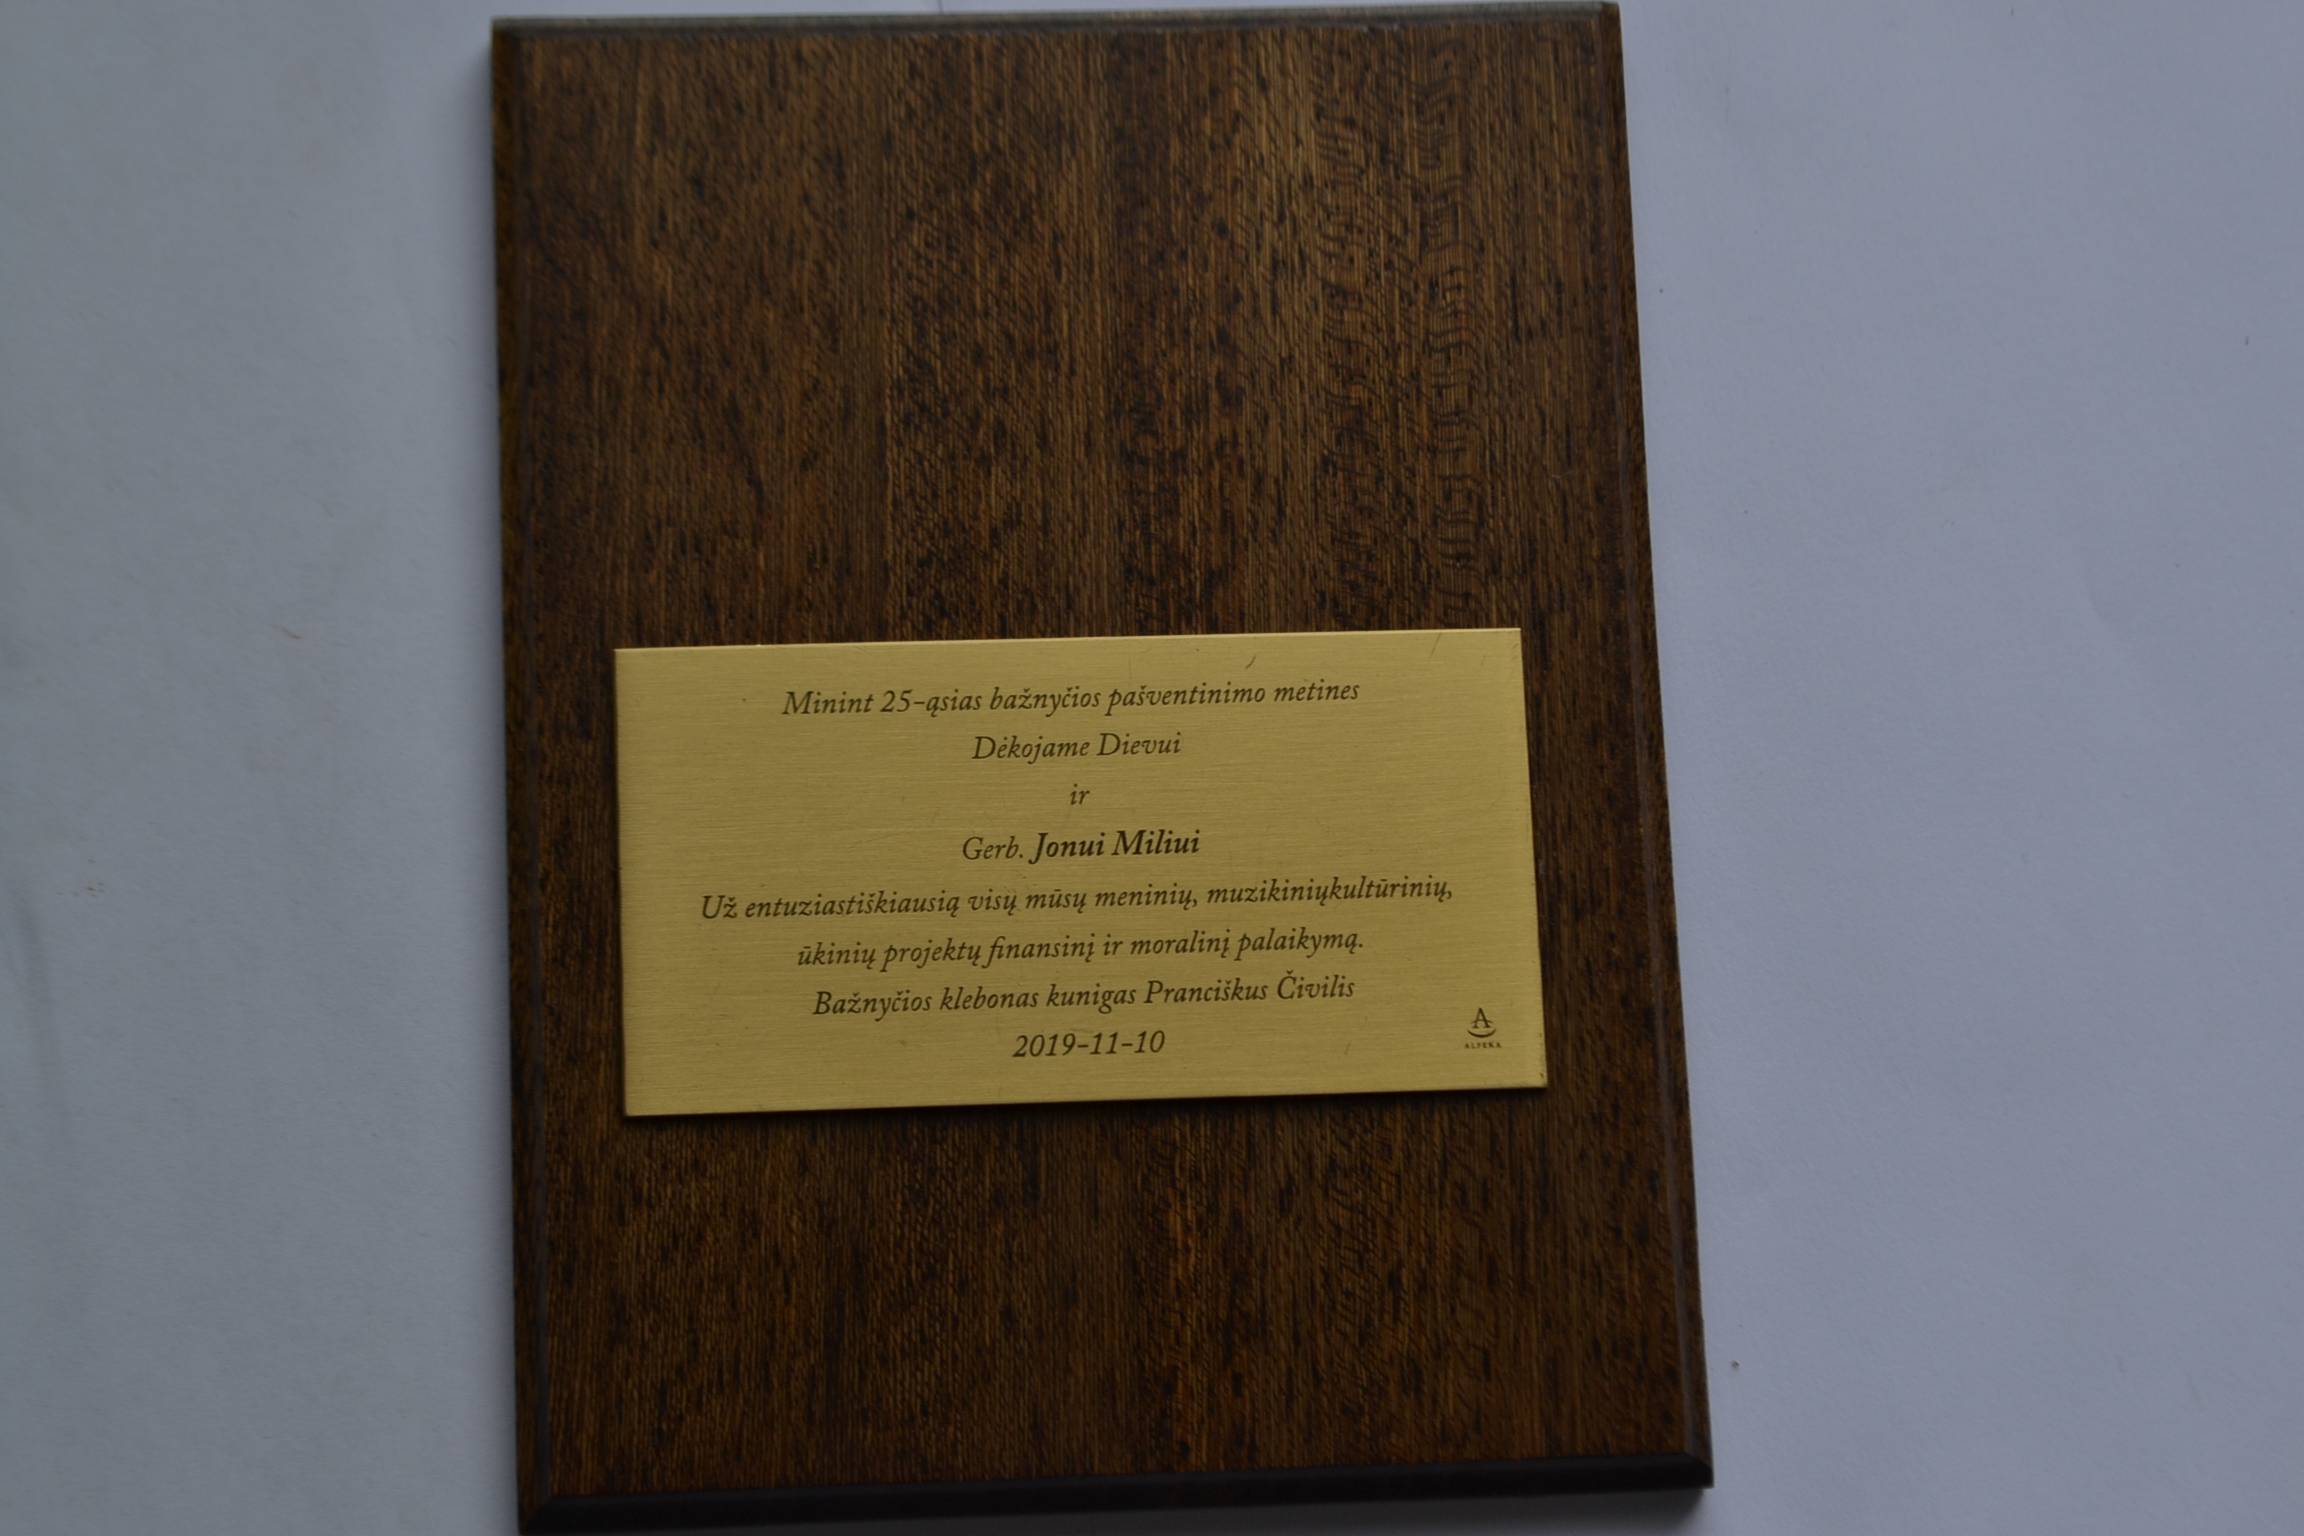 Minint 25-ąsias bažnyčios pašventinimo metines
Dėkojame Dievui
ir
Gerb. Jonui Miliui
Už entuziastiškiausią visų mūsų meninių, muzikiniųkultūrinių,
ūkinių projektų finansinį ir moralinį palaikymą.
Bažnyčios klebonas kunigas Pranciškus Čivilis
2019-11-10
A
ALFEKA